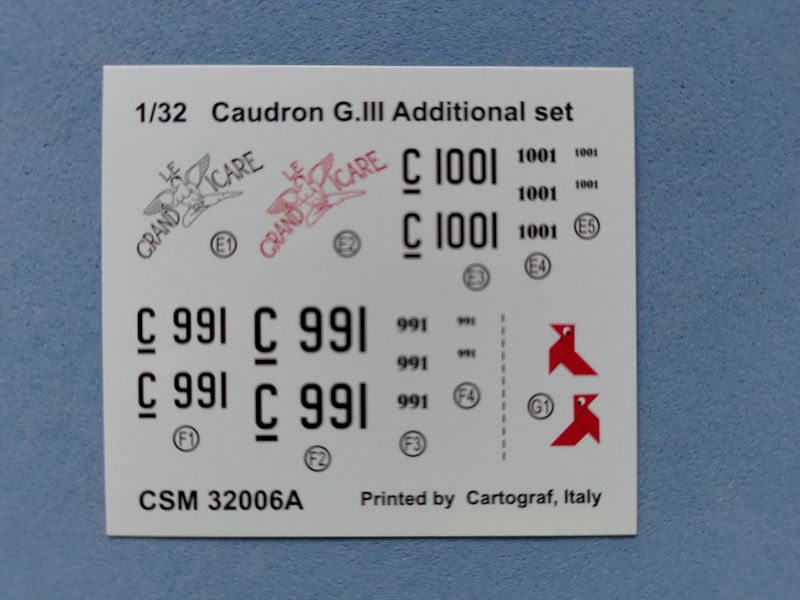 1/32 Caudron G.III Additional set
LE
GRAND ICARE
E1
LE
GRAND ICARE
E2
C 1001
C 1001
E3
1001
1001
1001
E4
1001
1001
E5
C 991
C 991
F1
C 991
C 991
F2
991
991
991
F3
991
991
F4
G1
CSM 32006A
Printed by Cartograf, Italy